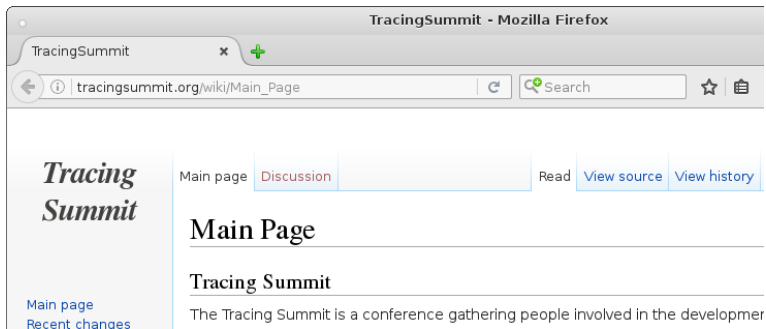 TracingSummit - Mozilla Firefox
TracingSummit
tracingsummit.org/wiki/Main_Page
Search
Tracing
Summit
Main page Discussion Read View source View history
Main Page
Tracing Summit
Main page
The Tracing Summit is a conference gathering people involved in the
Recent changes